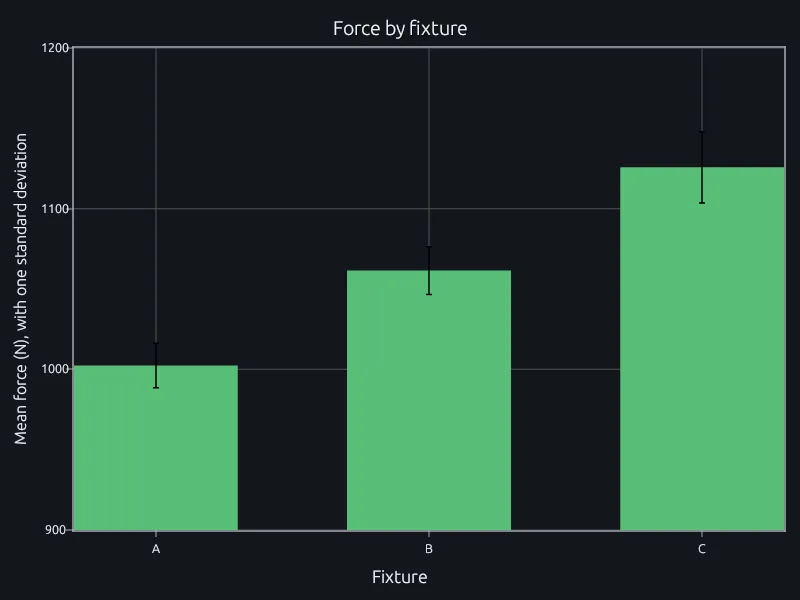 Force by fixture
Mean force (N), with one standard deviation
1200
1100
1000
900
A
B
C
Fixture